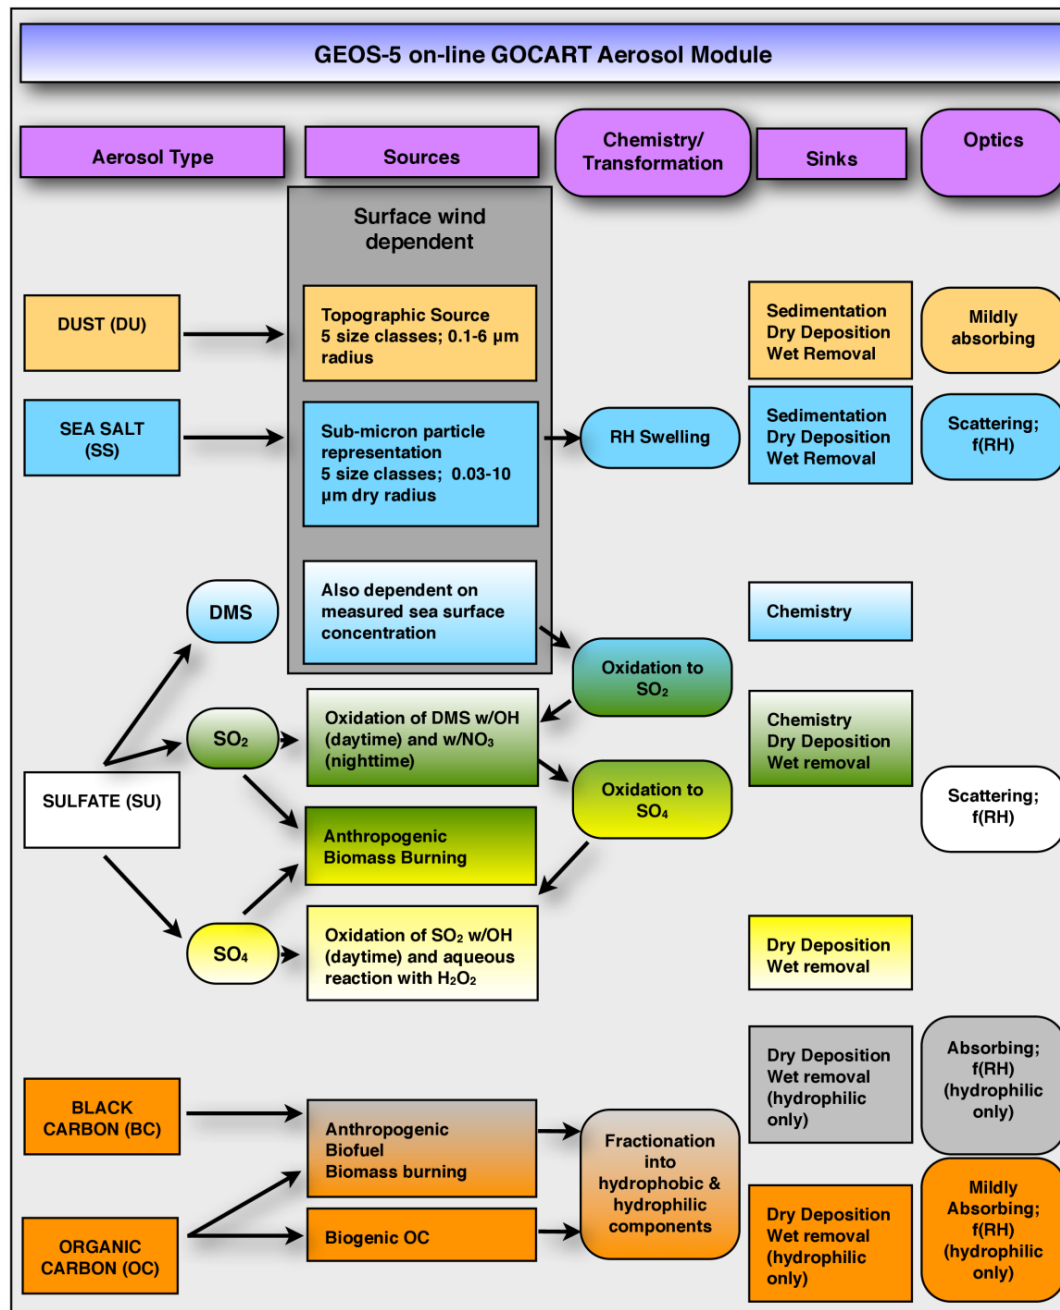 GEOS-5 on-line GOCART Aerosol Module
Aerosol Type
Sources
Chemistry/
Transformation
Sinks
Optics
Surface wind
dependent
DUST (DU)
Topographic Source
5 size classes; 0.1-6 µm
radius
Sedimentation
Dry Deposition
Wet Removal
Mildly
absorbing
SEA SALT
(SS)
Sub-micron particle
representation
5 size classes;  0.03-10
µm dry radius
RH Swelling
Sedimentation
Dry Deposition
Wet Removal
Scattering;
f(RH)
DMS
Also dependent on
measured sea surface
concentration
Chemistry
Oxidation to
SO₂
SO₂
Oxidation of DMS w/OH
(daytime) and w/NO₃
(nighttime)
Chemistry
Dry Deposition
Wet removal
SULFATE (SU)
Oxidation to
SO₄
Scattering;
f(RH)
Anthropogenic
Biomass Burning
SO₄
Oxidation of SO₂ w/OH
(daytime) and aqueous
reaction with H₂O₂
Dry Deposition
Wet removal
BLACK
CARBON (BC)
Anthropogenic
Biofuel
Biomass burning
Fractionation
into
hydrophobic &
hydrophilic
components
Dry Deposition
Wet removal
(hydrophilic
only)
Absorbing;
f(RH)
(hydrophilic
only)
ORGANIC
CARBON (OC)
Biogenic OC
Dry Deposition
Wet removal
(hydrophilic
only)
Mildly
Absorbing;
f(RH)
(hydrophilic
only)